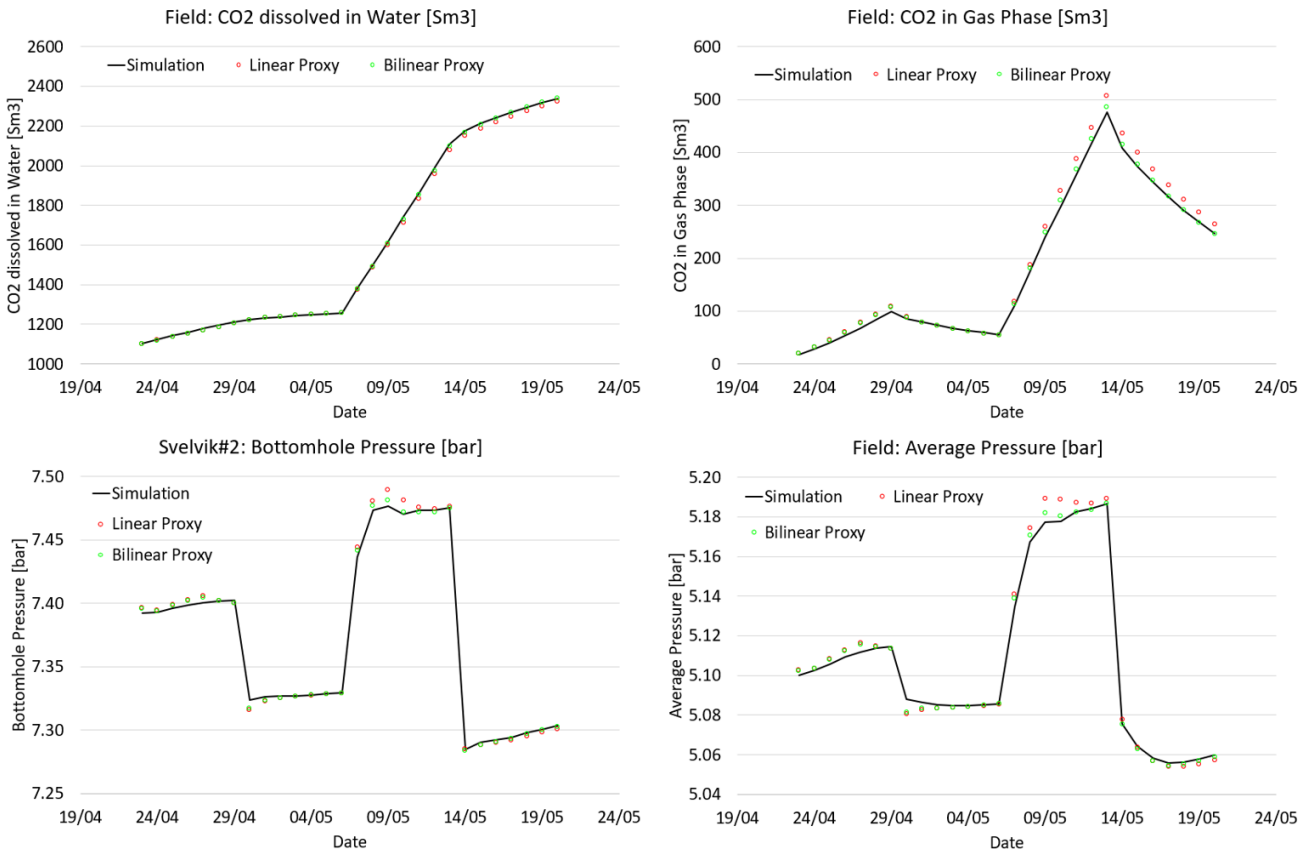 Field: CO2 dissolved in Water [Sm3]
CO2 dissolved in Water [Sm3]
2600
2400
2200
2000
1800
1600
1400
1200
1000
Simulation Linear Proxy Bilinear Proxy
19/04 24/04 29/04 04/05 09/05 14/05 19/05 24/05
Date
Field: CO2 in Gas Phase [Sm3]
CO2 in Gas Phase [Sm3]
600
500
400
300
200
100
0
Simulation Linear Proxy Bilinear Proxy
19/04 24/04 29/04 04/05 09/05 14/05 19/05 24/05
Date
Svelvik#2: Bottomhole Pressure [bar]
Bottomhole Pressure [bar]
7.50
7.45
7.40
7.35
7.30
7.25
Simulation
Linear Proxy
Bilinear Proxy
19/04 24/04 29/04 04/05 09/05 14/05 19/05 24/05
Date
Field: Average Pressure [bar]
Average Pressure [bar]
5.20
5.18
5.16
5.14
5.12
5.10
5.08
5.06
5.04
Simulation Linear Proxy
Bilinear Proxy
19/04 24/04 29/04 04/05 09/05 14/05 19/05 24/05
Date